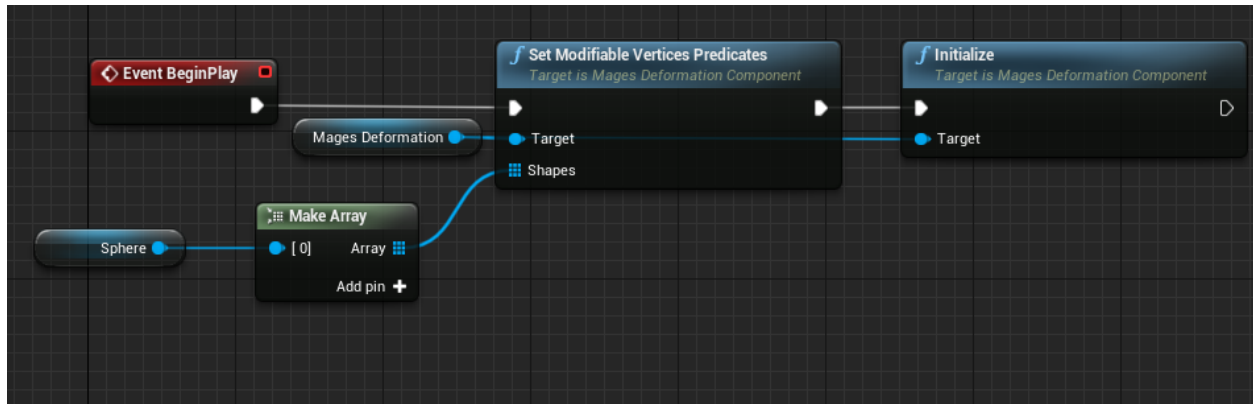 Event BeginPlay
Set Modifiable Vertices Predicates
Target is Mages Deformation Component
Target
Shapes
Initialize
Target is Mages Deformation Component
Target
Mages Deformation
Make Array
[ 0]
Array
Add pin
Sphere